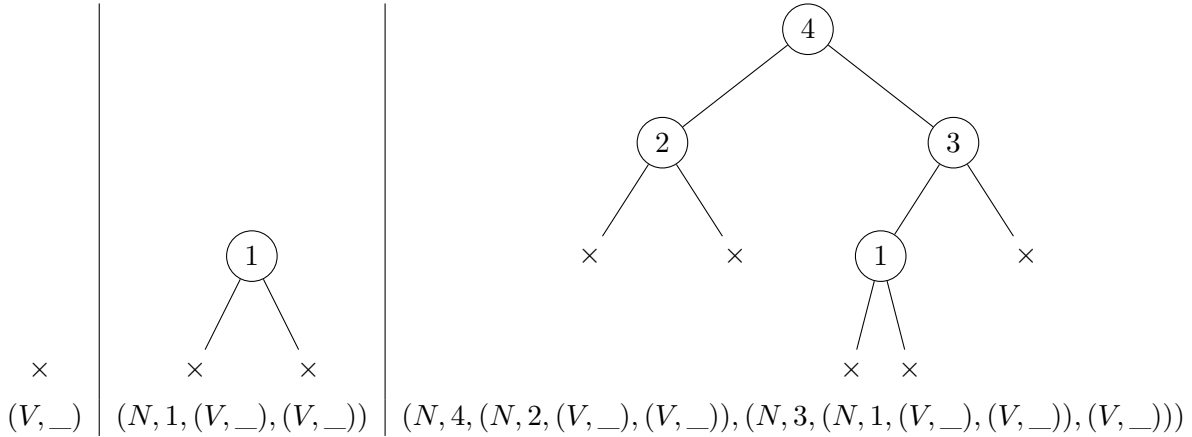 4
2 3
× × 1 ×
1
× × × × ×
(V, _) (N, 1, (V, _), (V, _)) (N, 4, (N, 2, (V, _), (V, _)), (N, 3, (N, 1, (V, _), (V, _)), (V, _)))